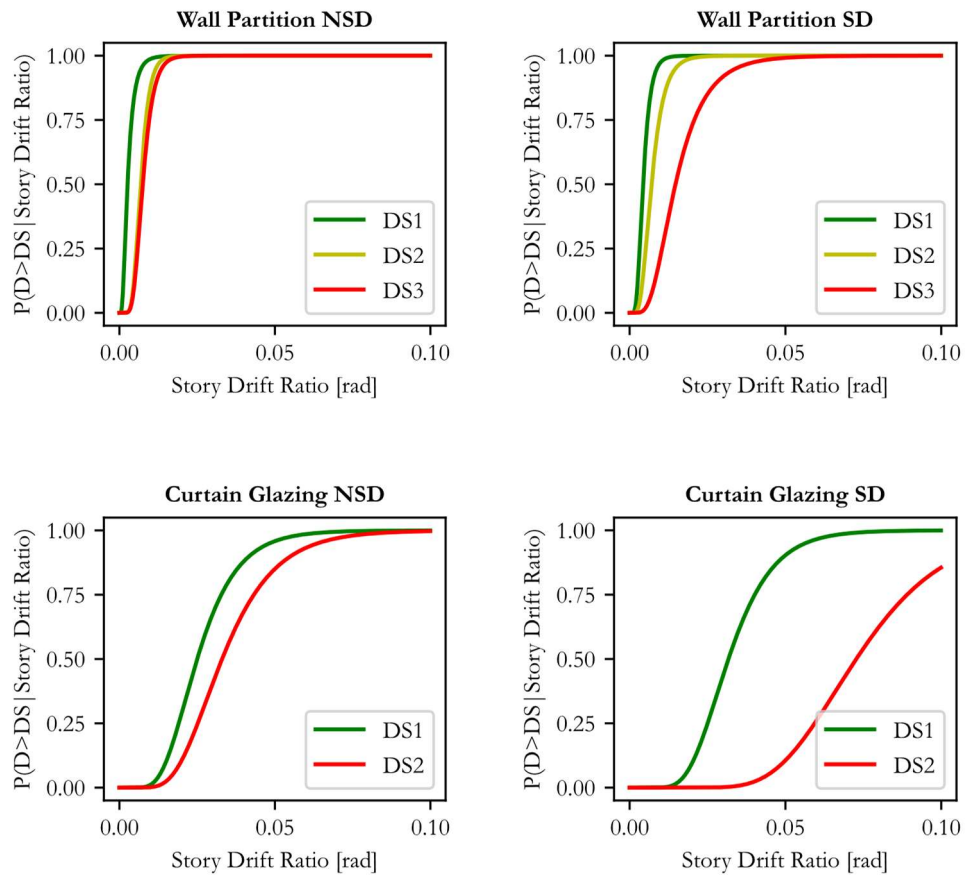 Wall Partition NSD
P(D>DS|Story Drift Ratio)
1.00
0.75
0.50
0.25
0.00
DS1
DS2
DS3
0.00 0.05 0.10
Story Drift Ratio [rad]
Wall Partition SD
P(D>DS|Story Drift Ratio)
1.00
0.75
0.50
0.25
0.00
DS1
DS2
DS3
0.00 0.05 0.10
Story Drift Ratio [rad]
Curtain Glazing NSD
P(D>DS|Story Drift Ratio)
1.00
0.75
0.50
0.25
0.00
DS1
DS2
0.00 0.05 0.10
Story Drift Ratio [rad]
Curtain Glazing SD
P(D>DS|Story Drift Ratio)
1.00
0.75
0.50
0.25
0.00
DS1
DS2
0.00 0.05 0.10
Story Drift Ratio [rad]